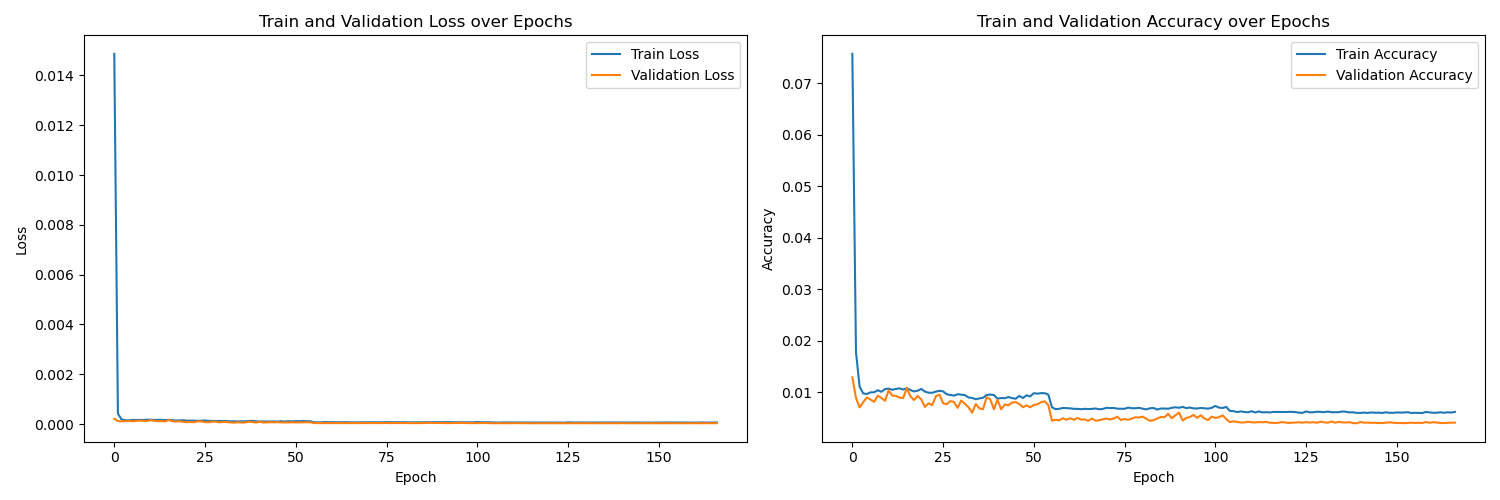 Train and Validation Loss over Epochs
Train Loss
Validation Loss
0.014
0.012
0.010
0.008
0.006
0.004
0.002
0.000
Loss
0
25
50
75
100
125
150
Epoch
Train and Validation Accuracy over Epochs
Train Accuracy
Validation Accuracy
0.07
0.06
0.05
0.04
0.03
0.02
0.01
Accuracy
0
25
50
75
100
125
150
Epoch